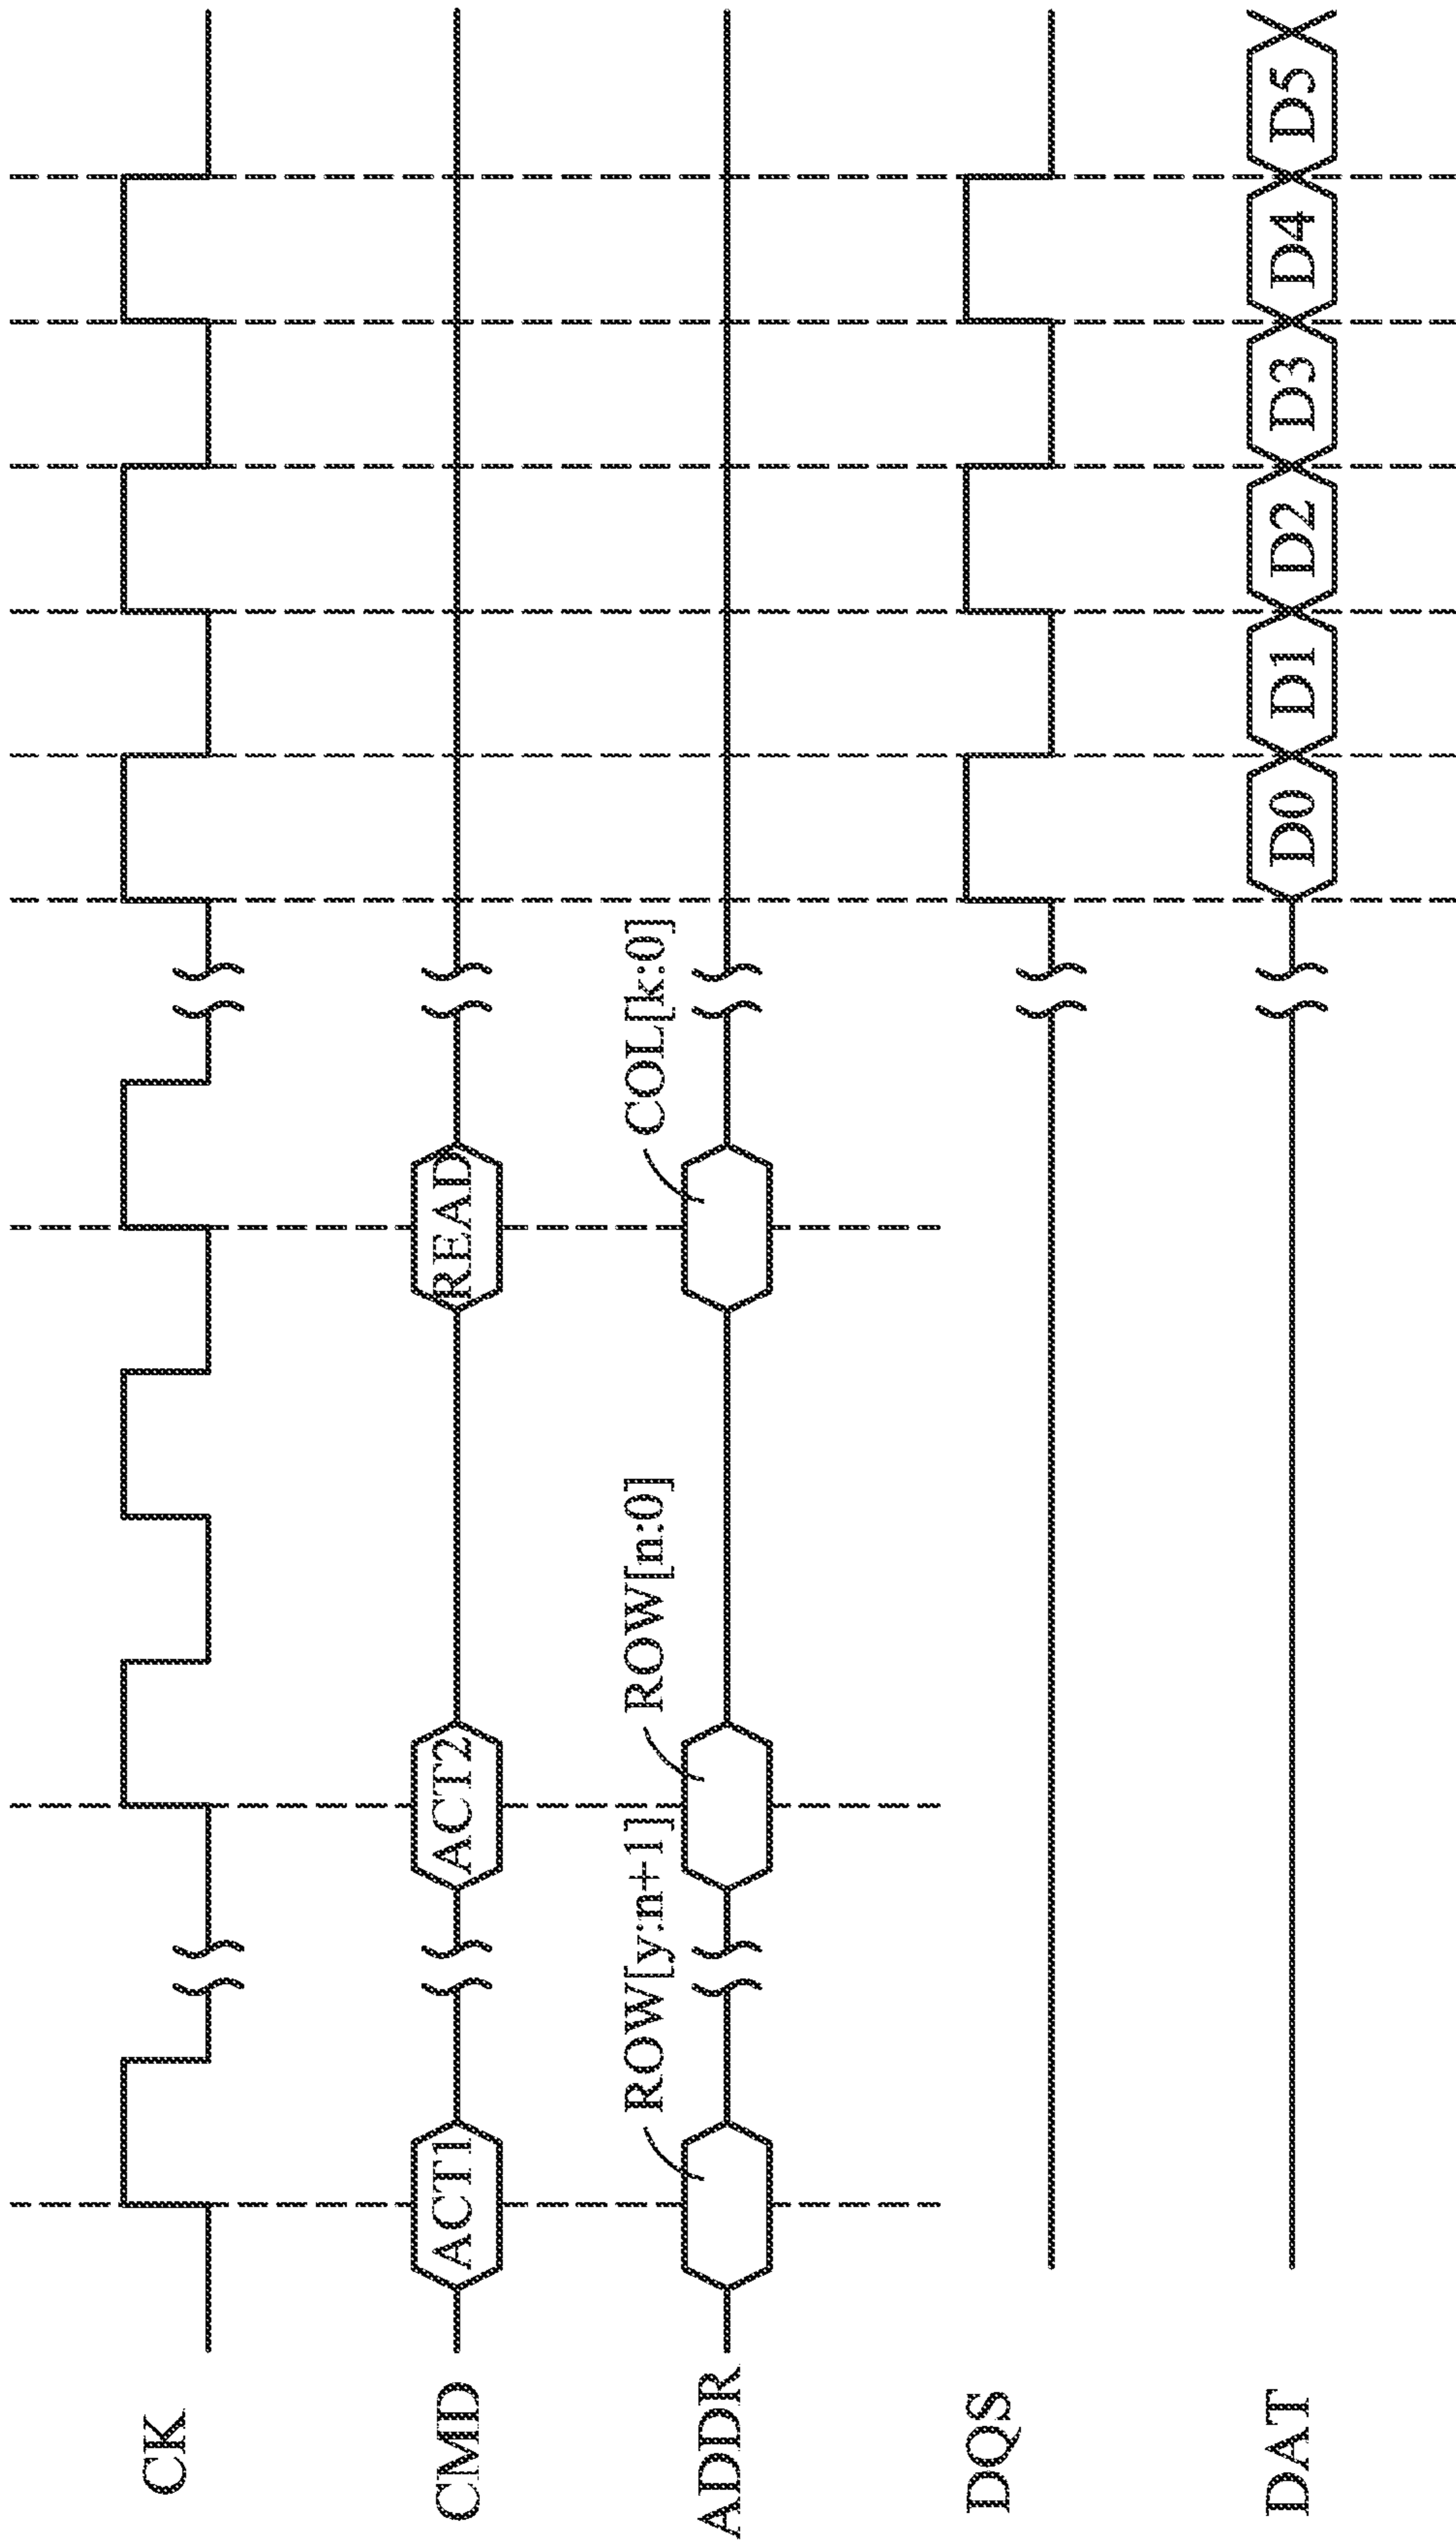 CK
CMD ACT1 ACT2 READ
ROW[y:n+1] ROW[n:0] COL[k:0]
ADDR
DQS
DAT D0 D1 D2 D3 D4 D5